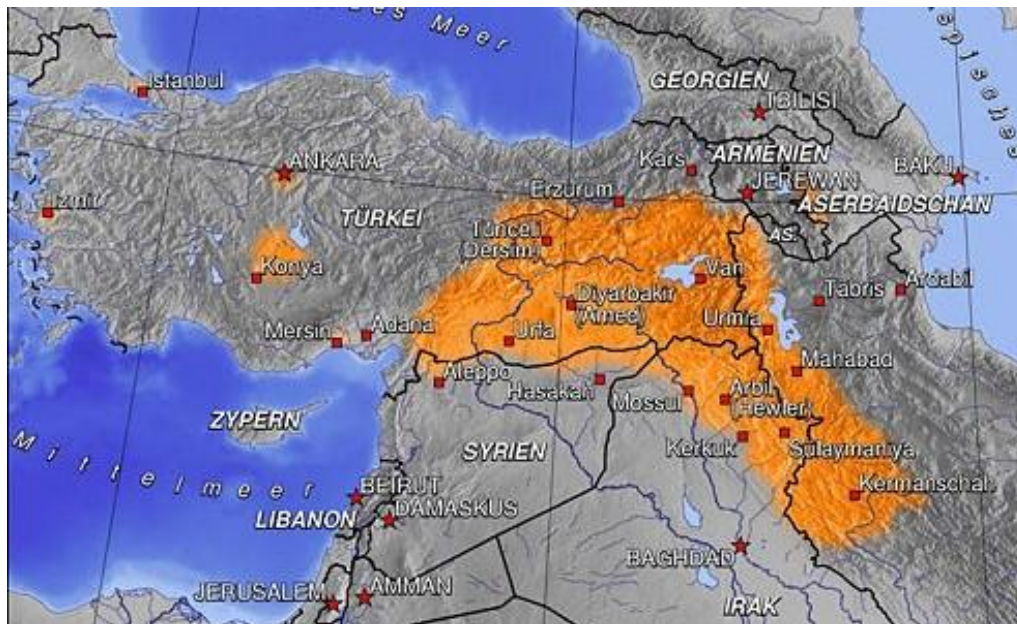 es Meer
spisches
GEORGIEN
TBILISI
Istanbul
ANKARA
Kars
ARMENIEN
BAKU
JEREWAN
ASERBAIDSCHAN
Izmir
TÜRKEI
Erzurum
Tunceli
(Dersim)
AS.
Konya
Van
Täbris
Ardabil
Diyarbakir
(Amed)
Urmia
Mersin
Adana
Urfa
Mahabad
Aleppo
Hasakah
Mossul
Arbil
(Hewler)
ZYPERN
SYRIEN
Kerkuk
Sulaymaniya
Mittelmeer
BEIRUT
Kermanschah
LIBANON
DAMASKUS
BAGHDAD
JERUSALEM
AMMAN
IRAK